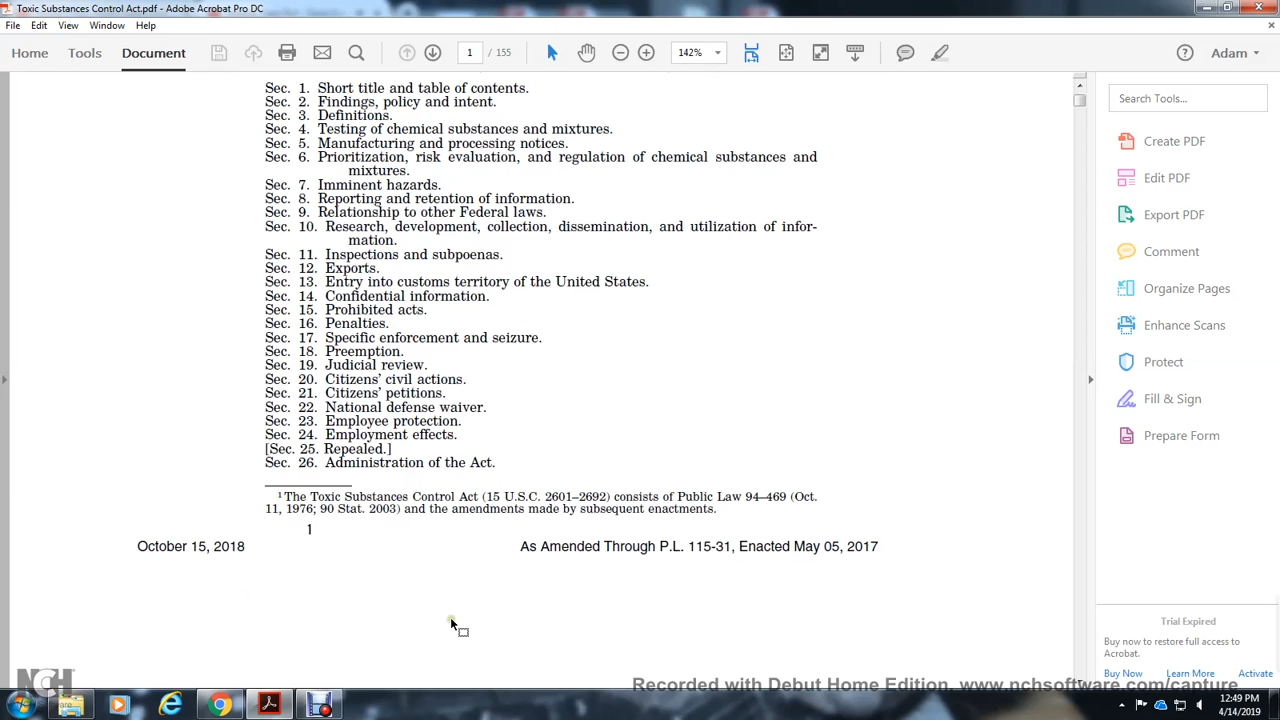 Toxic Substances Control Act.pdf - Adobe Acrobat Pro DC
File Edit View Window Help
Home Tools Document 1 / 155 142% Adam
Sec. 1. Short title and table of contents.
Sec. 2. Findings, policy and intent.
Sec. 3. Definitions.
Sec. 4. Testing of chemical substances and mixtures.
Sec. 5. Manufacturing and processing notices.
Sec. 6. Prioritization, risk evaluation, and regulation of chemical substances and
mixtures.
Sec. 7. Imminent hazards.
Sec. 8. Reporting and retention of information.
Sec. 9. Relationship to other Federal laws.
Sec. 10. Research, development, collection, dissemination, and utilization of infor-
mation.
Sec. 11. Inspections and subpoenas.
Sec. 12. Exports.
Sec. 13. Entry into customs territory of the United States.
Sec. 14. Confidential information.
Sec. 15. Prohibited acts.
Sec. 16. Penalties.
Sec. 17. Specific enforcement and seizure.
Sec. 18. Preemption.
Sec. 19. Judicial review.
Sec. 20. Citizens' civil actions.
Sec. 21. Citizens' petitions.
Sec. 22. National defense waiver.
Sec. 23. Employee protection.
Sec. 24. Employment effects.
[Sec. 25. Repealed.]
Sec. 26. Administration of the Act.
1 The Toxic Substances Control Act (15 U.S.C. 2601–2692) consists of Public Law 94–469 (Oct.
11, 1976; 90 Stat. 2003) and the amendments made by subsequent enactments.
1
October 15, 2018 As Amended Through P.L. 115-31, Enacted May 05, 2017
Search Tools...
Create PDF
Edit PDF
Export PDF
Comment
Organize Pages
Enhance Scans
Protect
Fill & Sign
Prepare Form
Trial Expired
Buy now to restore full access to
Acrobat.
Buy Now Learn More Activate
NCH
Recorded with Debut Home Edition. www.nchsoftware.com/capture
12:49 PM
4/14/2019